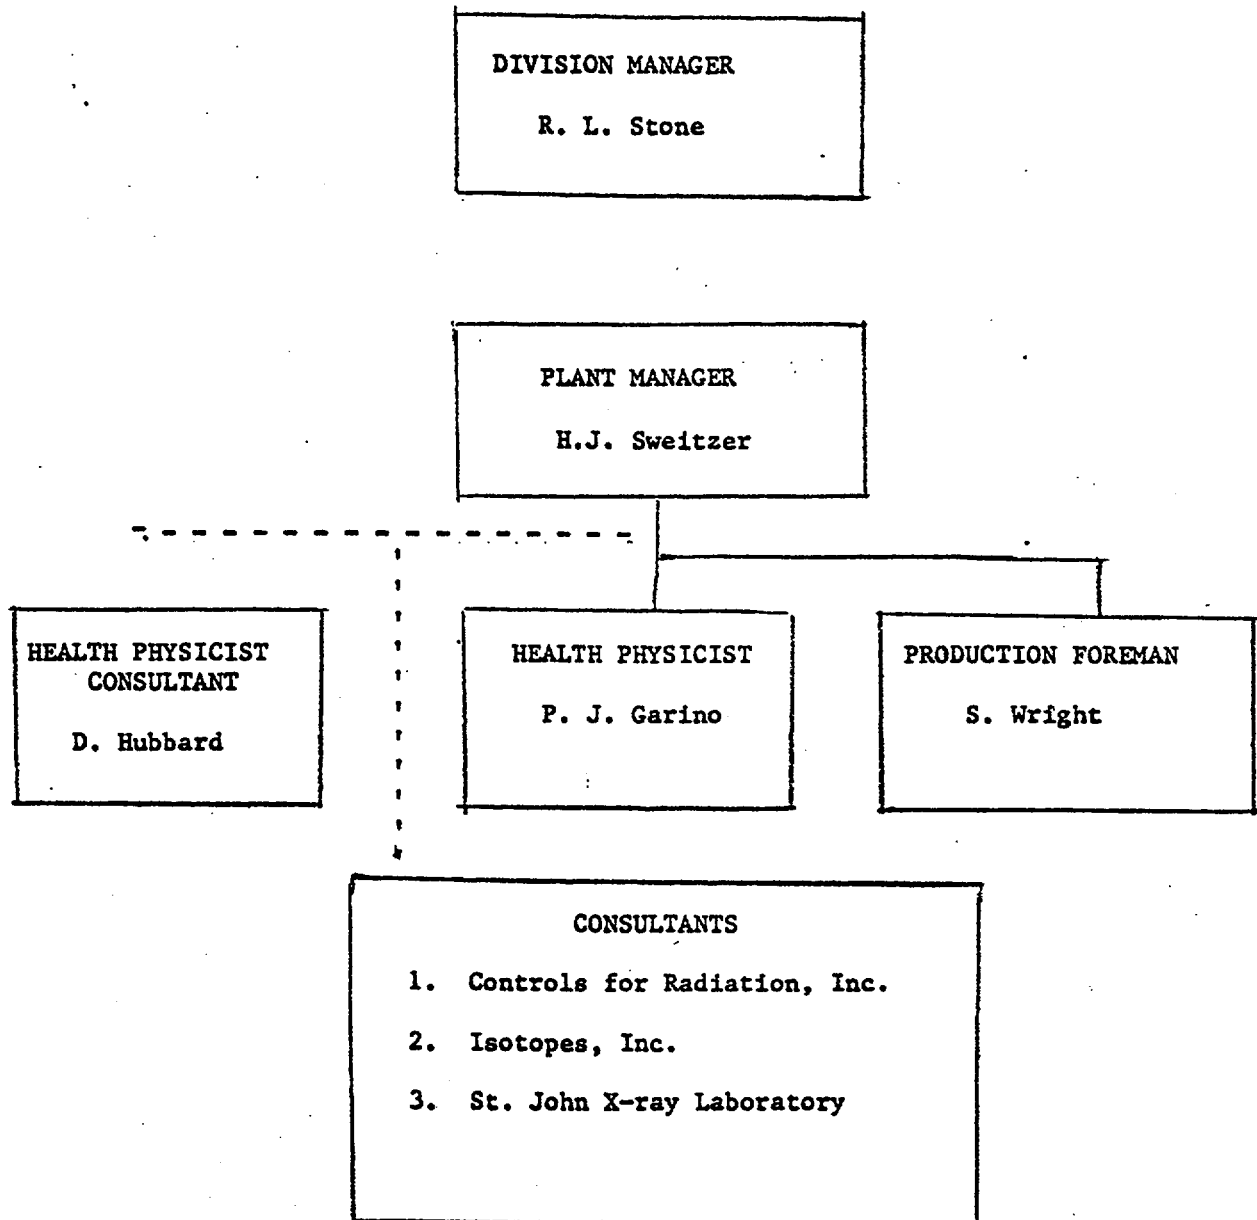 DIVISION MANAGER
R. L. Stone
PLANT MANAGER
H.J. Sweitzer
HEALTH PHYSICIST
CONSULTANT
D. Hubbard
HEALTH PHYSICIST
P. J. Garino
PRODUCTION FOREMAN
S. Wright
CONSULTANTS
1. Controls for Radiation, Inc.
2. Isotopes, Inc.
3. St. John X-ray Laboratory